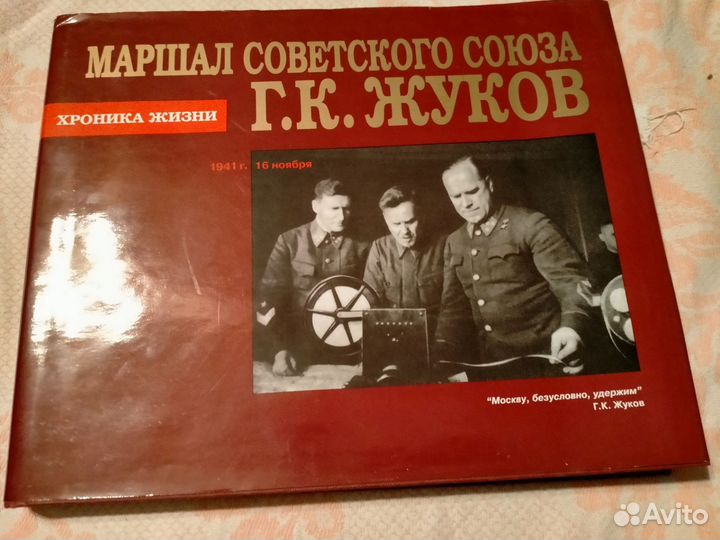 МАРШАЛ СОВЕТСКОГО СОЮЗА
Г.К. ЖУКОВ
ХРОНИКА ЖИЗНИ
1941 г. 16 ноября
"Москву, безусловно, удержим"
Г.К. Жуков
Avito